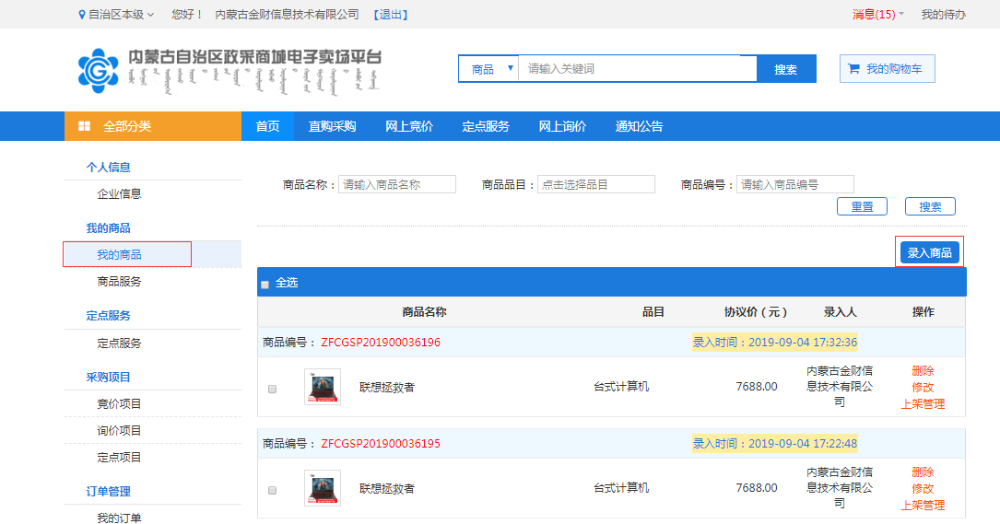 自治区本级 您好！ 内蒙古金财信息技术有限公司 【退出】 消息(15) 我的待办
内蒙古自治区政采商城电子卖场平台
商品 请输入关键词 搜索 我的购物车
全部分类 首页 直购采购 网上竞价 定点服务 网上询价 通知公告
个人信息
企业信息
我的商品
我的商品
商品服务
定点服务
定点服务
采购项目
竞价项目
询价项目
定点项目
订单管理
我的订单
商品名称： 请输入商品名称 商品品目： 点击选择品目 商品编号： 请输入商品编号
重置 搜索
录入商品
全选
商品名称 品目 协议价（元） 录入人 操作
商品编号： ZFCGSP201900036196 录入时间：2019-09-04 17:32:36
联想拯救者 台式计算机 7688.00 内蒙古金财信
息技术有限公
司
删除
修改
上架管理
商品编号： ZFCGSP201900036195 录入时间：2019-09-04 17:22:48
联想拯救者 台式计算机 7688.00 内蒙古金财信
息技术有限公
司
删除
修改
上架管理